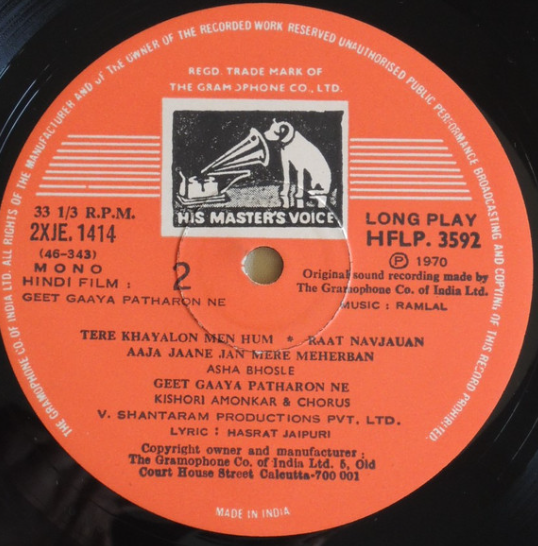 THE GRAMOPHONE CO. OF INDIA LTD. ALL RIGHTS OF THE MANUFACTURER AND OF THE OWNER OF THE RECORDED WORK RESERVED UNAUTHORISED PUBLIC PERFORMANCE BROADCASTING AND COPYING OF THIS RECORD PROHIBITED
REGD. TRADE MARK OF
THE GRAMOPHONE CO., LTD.
HIS MASTER'S VOICE
33 1/3 R.P.M.
2XJE. 1414
(46-343)
MONO
HINDI FILM :
GEET GAAYA PATHARON NE
2
LONG PLAY
HFLP. 3592
Ⓟ 1970
Original sound recording made by
The Gramophone Co. of India Ltd.
MUSIC : RAMLAL
TERE KHAYALON MEN HUM * RAAT NAVJAUAN
AAJA JAANE JAN MERE MEHERBAN
ASHA BHOSLE
GEET GAAYA PATHARON NE
KISHORI AMONKAR & CHORUS
V. SHANTARAM PRODUCTIONS PVT. LTD.
LYRIC : HASRAT JAIPURI
Copyright owner and manufacturer :
The Gramophone Co. of India Ltd. 5, Old
Court House Street Calcutta-700 001
MADE IN INDIA